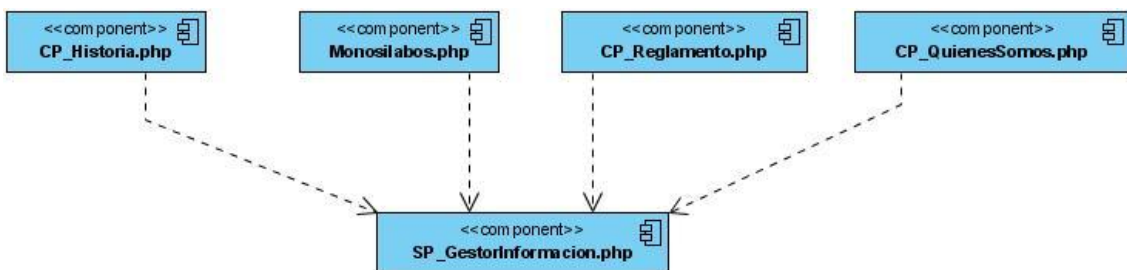 <<component>>
CP_Historia.php
<<component>>
Monosilabos.php
<<component>>
CP_Reglamento.php
<<component>>
CP_QuienesSomos.php
<<component>>
SP_GestorInformacion.php